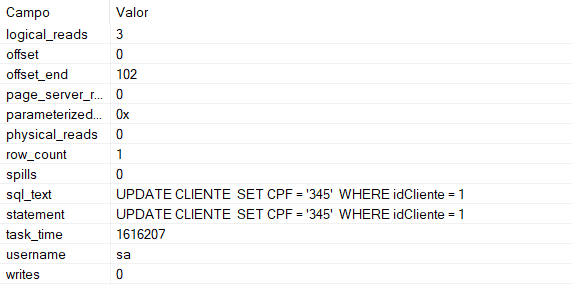 Campo Valor
logical_reads 3
offset 0
offset_end 102
page_server_r...  0
parameterized... 0x
physical_reads 0
row_count 1
spills 0
sql_text UPDATE CLIENTE  SET CPF = '345'  WHERE idCliente = 1
statement UPDATE CLIENTE  SET CPF = '345'  WHERE idCliente = 1
task_time 1616207
username sa
writes 0